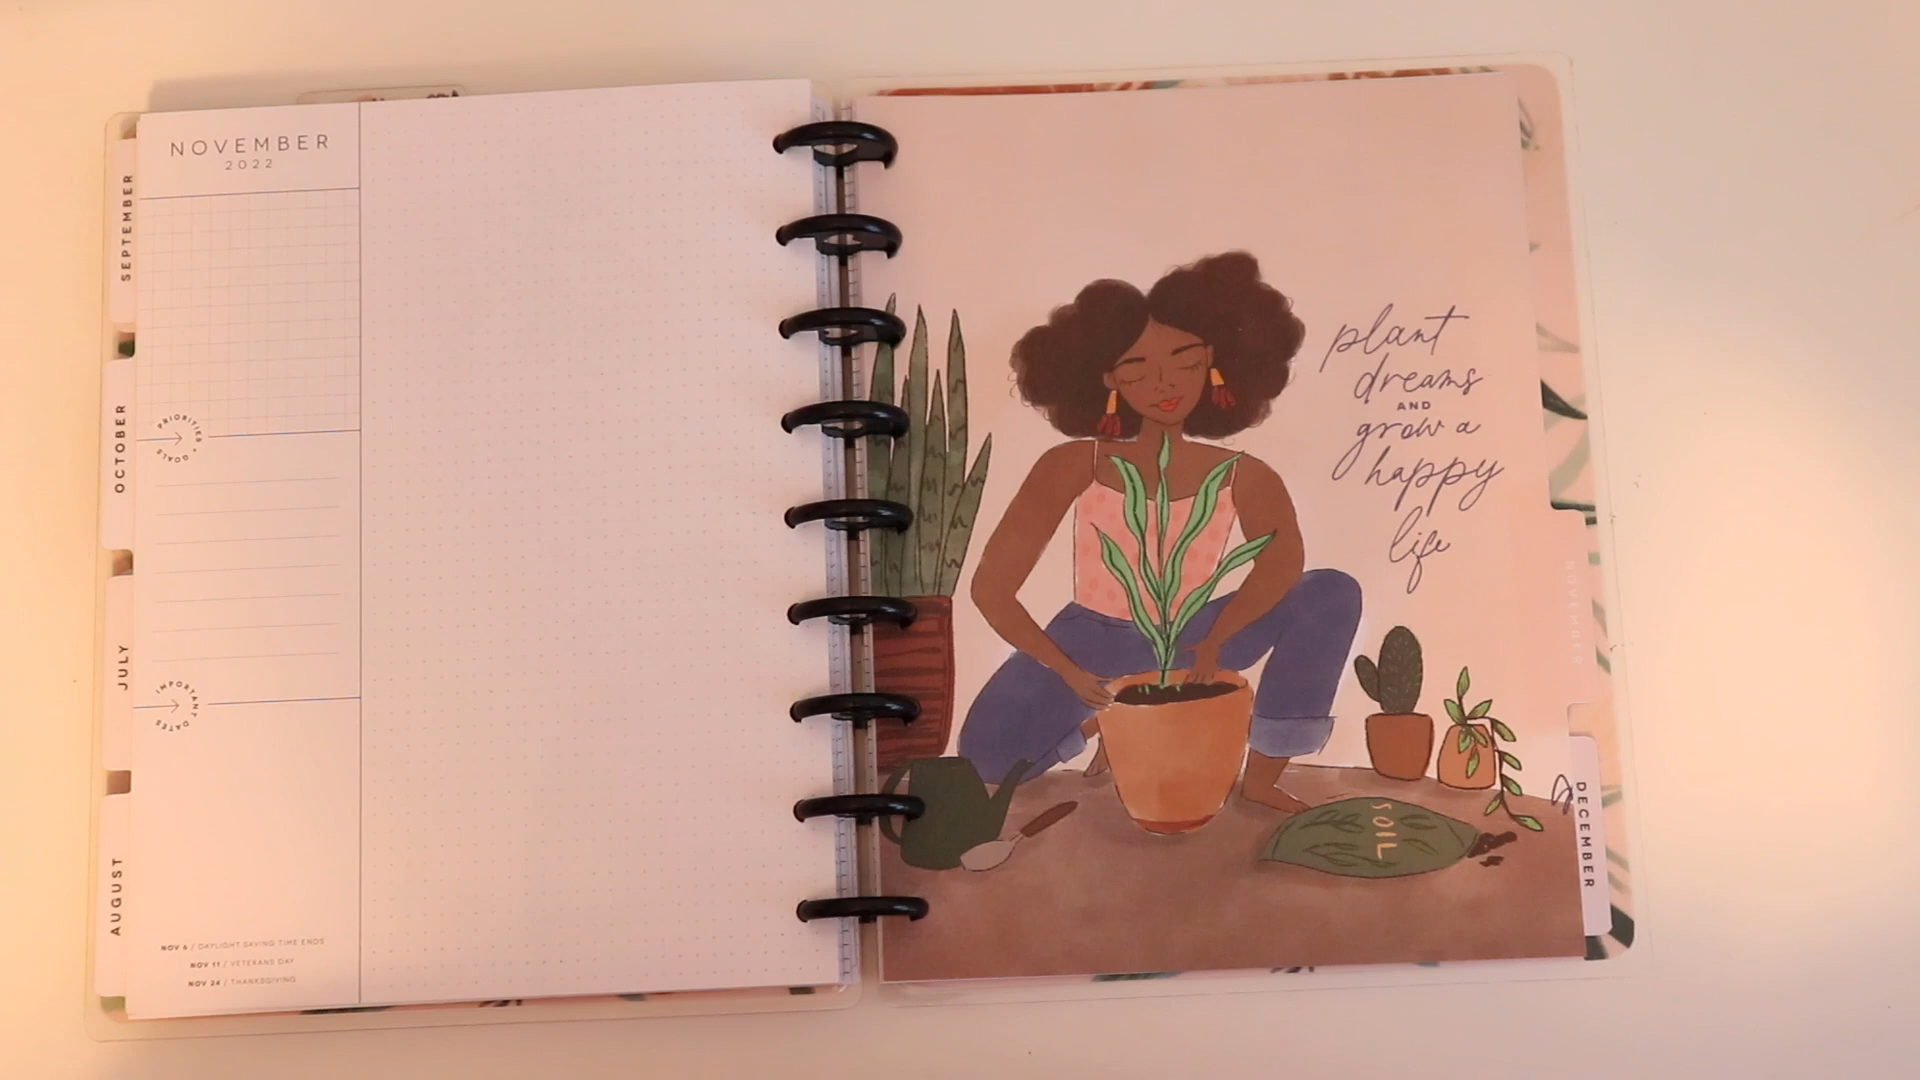 NOVEMBER
2022
SEPTEMBER
OCTOBER
JULY
AUGUST
PRIORITIES + GOALS
IMPORTANT DATES
NOV 6 / DAYLIGHT SAVING TIME ENDS
NOV 11 / VETERANS DAY
NOV 24 / THANKSGIVING
plant
dreams
AND
grow a
happy
life
SOIL
NOVEMBER
DECEMBER